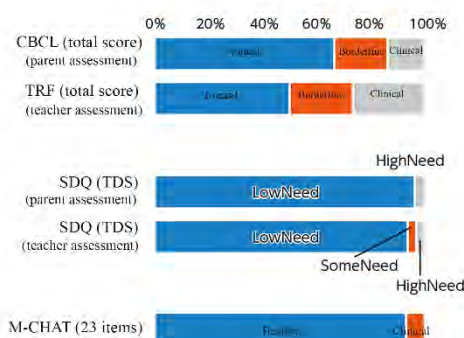 0% 20% 40% 60% 80% 100%
CBCL (total score)
(parent assessment)
Borderline
Clinical
TRF (total score)
(teacher assessment)
Borderline
Clinical
HighNeed
SDQ (TDS)
(parent assessment)
LowNeed
SDQ (TDS)
(teacher assessment)
LowNeed
SomeNeed
HighNeed
M-CHAT (23 items)
Clinical